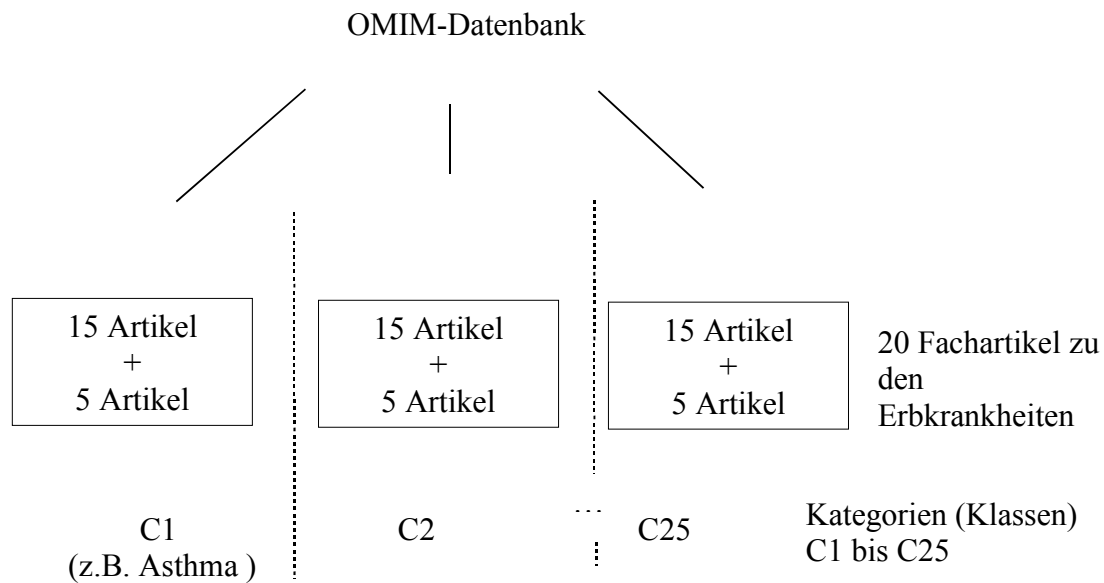 OMIM-Datenbank
15 Artikel
+
5 Artikel
15 Artikel
+
5 Artikel
15 Artikel
+
5 Artikel
20 Fachartikel zu
den
Erbkrankheiten
C1
(z.B. Asthma )
C2
...
C25
Kategorien (Klassen)
C1 bis C25